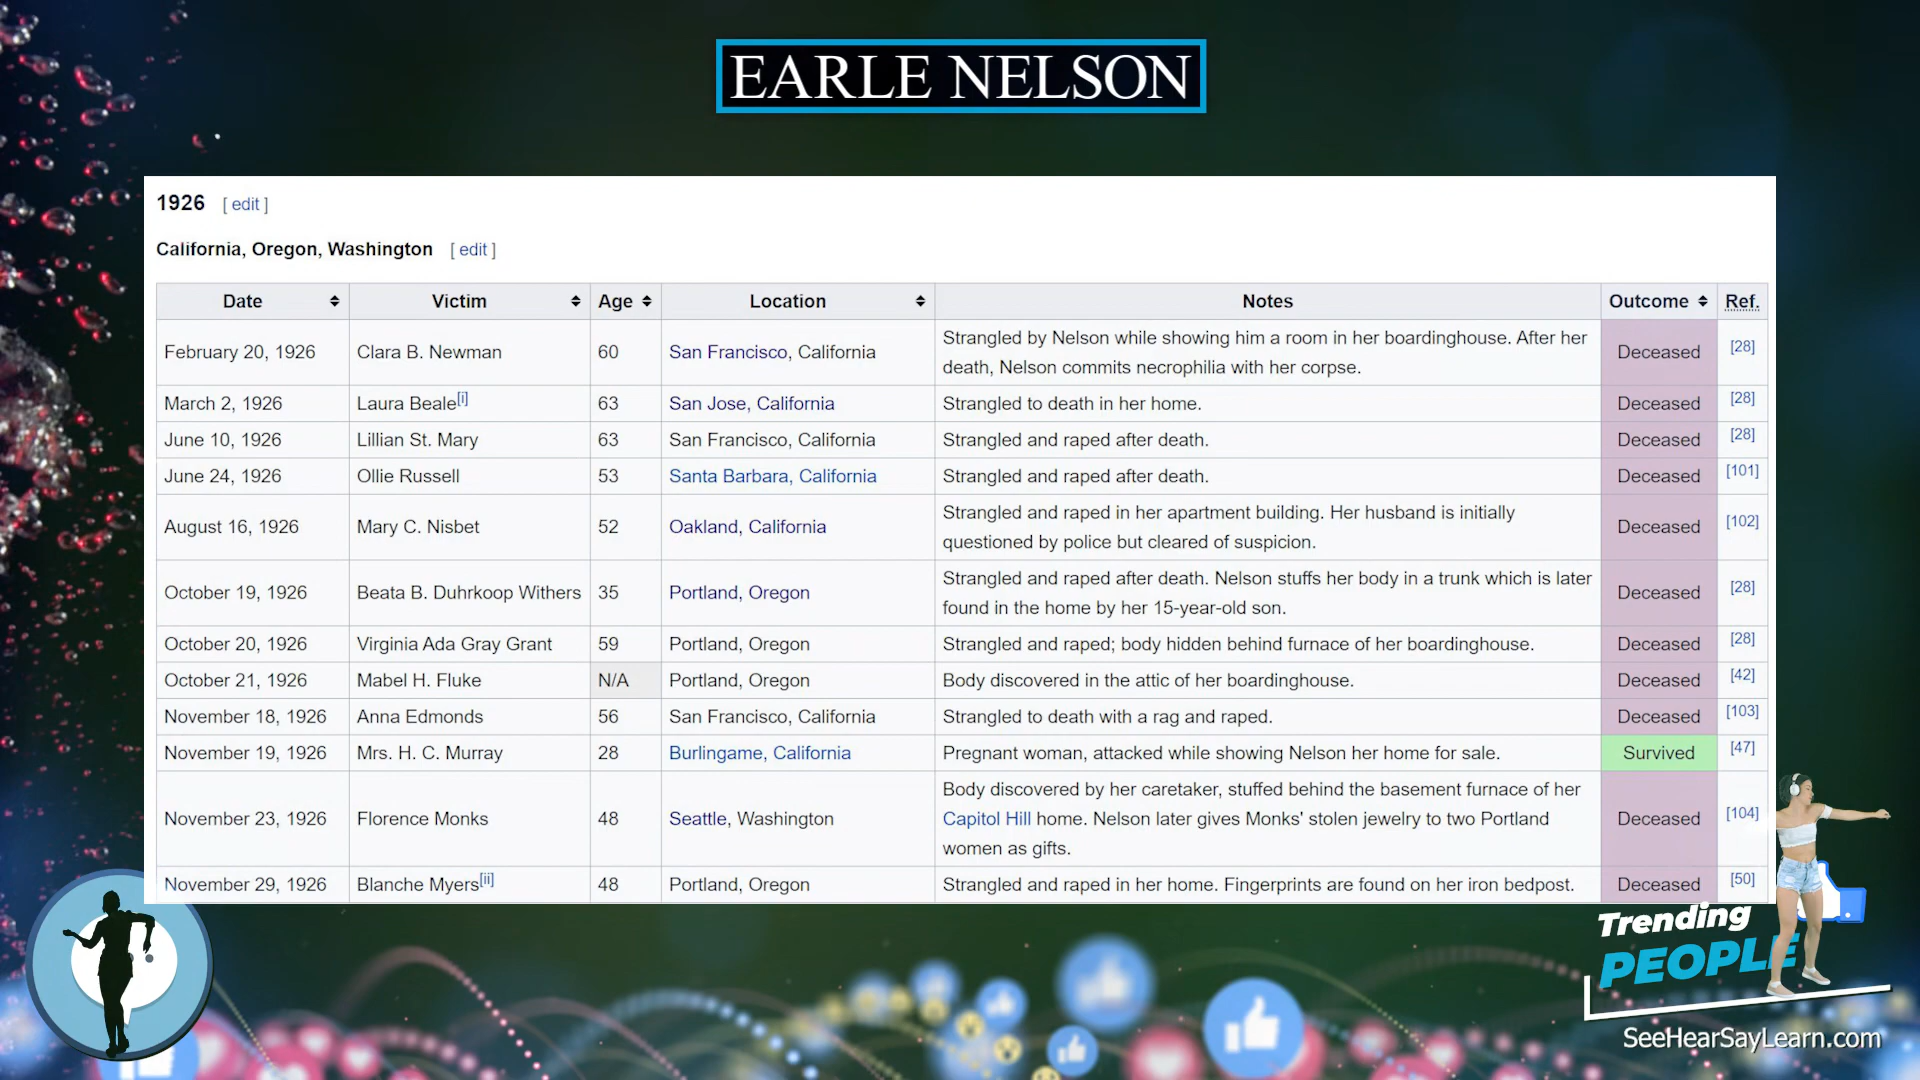 EARLE NELSON
1926 [ edit ]
California, Oregon, Washington [ edit ]
Date Victim Age Location Notes Outcome Ref.
February 20, 1926 Clara B. Newman 60 San Francisco, California Strangled by Nelson while showing him a room in her boardinghouse. After her death, Nelson commits necrophilia with her corpse. Deceased [28]
March 2, 1926 Laura Beale[i] 63 San Jose, California Strangled to death in her home. Deceased [28]
June 10, 1926 Lillian St. Mary 63 San Francisco, California Strangled and raped after death. Deceased [28]
June 24, 1926 Ollie Russell 53 Santa Barbara, California Strangled and raped after death. Deceased [101]
August 16, 1926 Mary C. Nisbet 52 Oakland, California Strangled and raped in her apartment building. Her husband is initially questioned by police but cleared of suspicion. Deceased [102]
October 19, 1926 Beata B. Duhrkoop Withers 35 Portland, Oregon Strangled and raped after death. Nelson stuffs her body in a trunk which is later found in the home by her 15-year-old son. Deceased [28]
October 20, 1926 Virginia Ada Gray Grant 59 Portland, Oregon Strangled and raped; body hidden behind furnace of her boardinghouse. Deceased [28]
October 21, 1926 Mabel H. Fluke N/A Portland, Oregon Body discovered in the attic of her boardinghouse. Deceased [42]
November 18, 1926 Anna Edmonds 56 San Francisco, California Strangled to death with a rag and raped. Deceased [103]
November 19, 1926 Mrs. H. C. Murray 28 Burlingame, California Pregnant woman, attacked while showing Nelson her home for sale. Survived [47]
November 23, 1926 Florence Monks 48 Seattle, Washington Body discovered by her caretaker, stuffed behind the basement furnace of her Capitol Hill home. Nelson later gives Monks' stolen jewelry to two Portland women as gifts. Deceased [104]
November 29, 1926 Blanche Myers[ii] 48 Portland, Oregon Strangled and raped in her home. Fingerprints are found on her iron bedpost. Deceased [50]
Trending
PEOPLE
SeeHearSayLearn.com